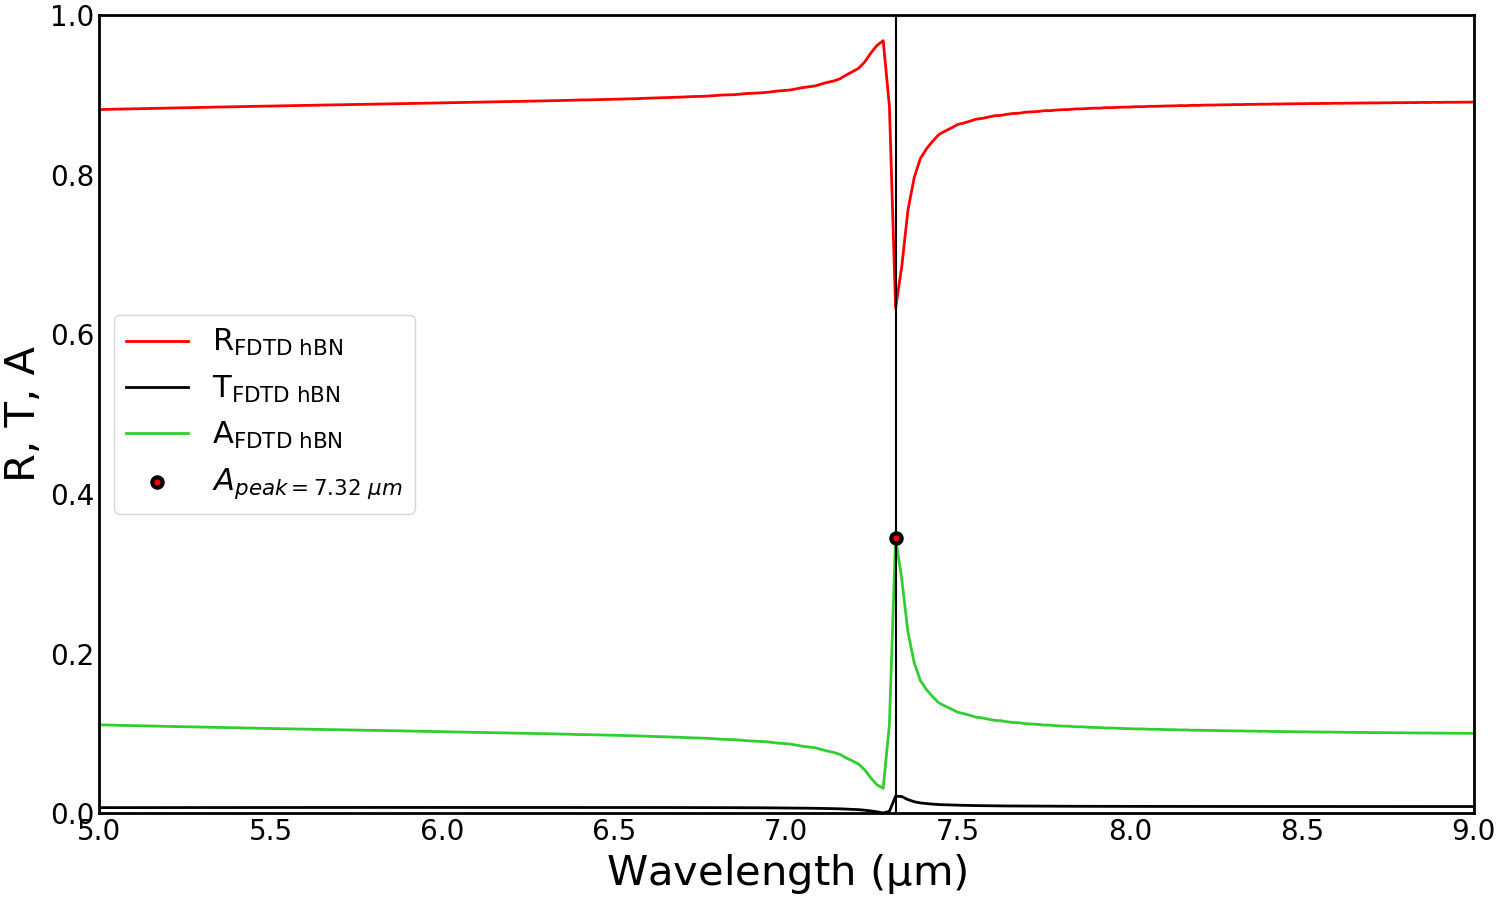 1.0
0.8
0.6
0.4
0.2
0.0
R, T, A
R_FDTD hBN
T_FDTD hBN
A_FDTD hBN
A_peak = 7.32 μm
5.0 5.5 6.0 6.5 7.0 7.5 8.0 8.5 9.0
Wavelength (μm)